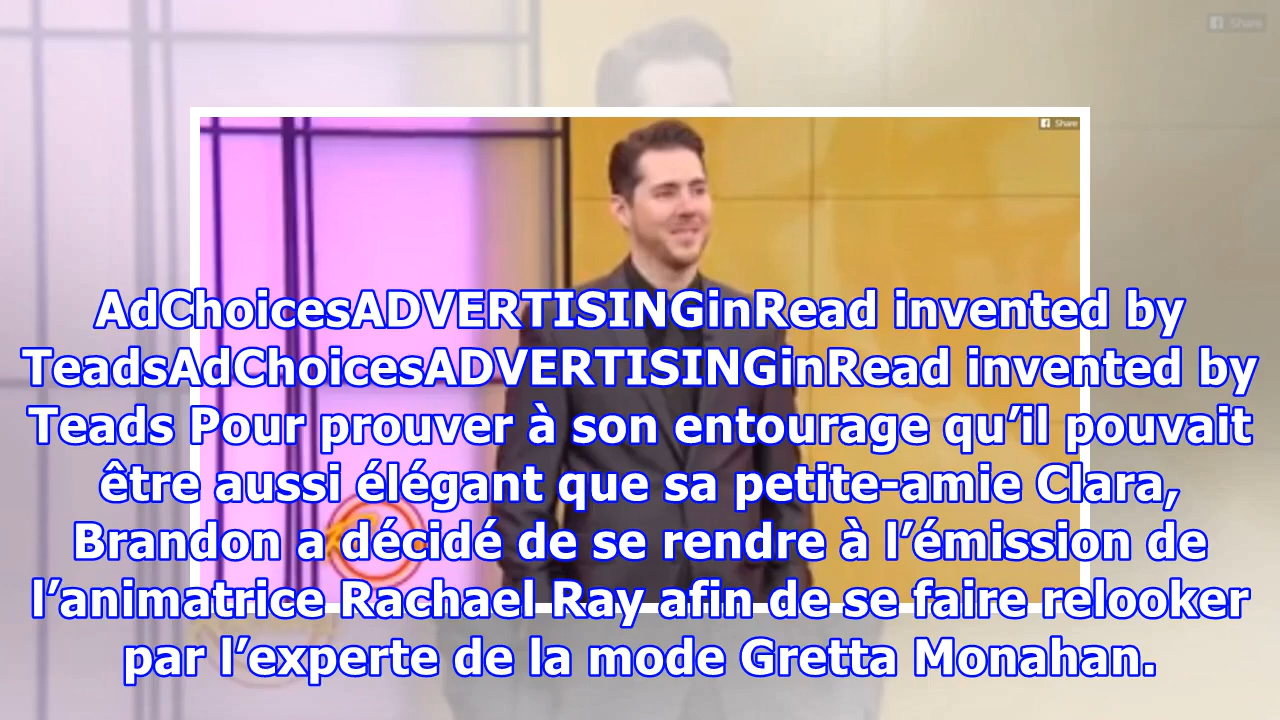 Share
Share
AdChoicesADVERTISINGinRead invented by
TeadsAdChoicesADVERTISINGinRead invented by
Teads Pour prouver à son entourage qu’il pouvait
être aussi élégant que sa petite-amie Clara,
Brandon a décidé de se rendre à l’émission de
l’animatrice Rachael Ray afin de se faire relooker
par l’experte de la mode Gretta Monahan.